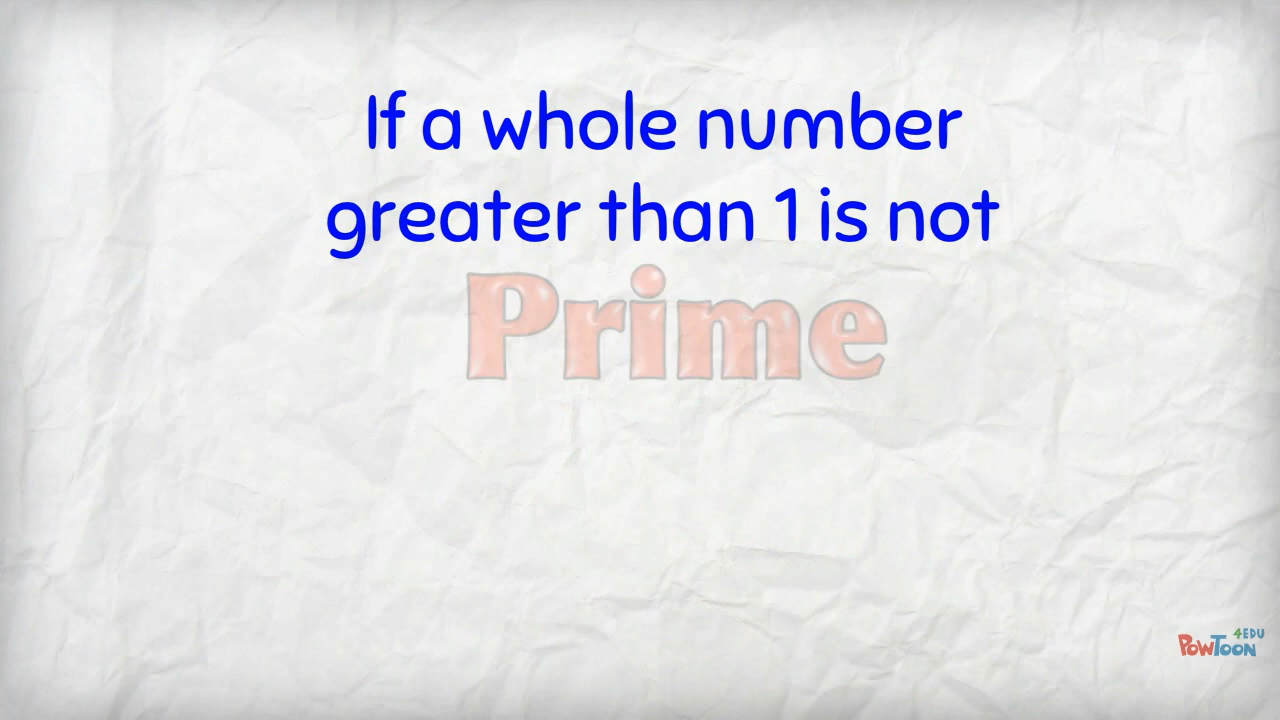 If a whole number
greater than 1 is not
Prime
4EDU
PowToon